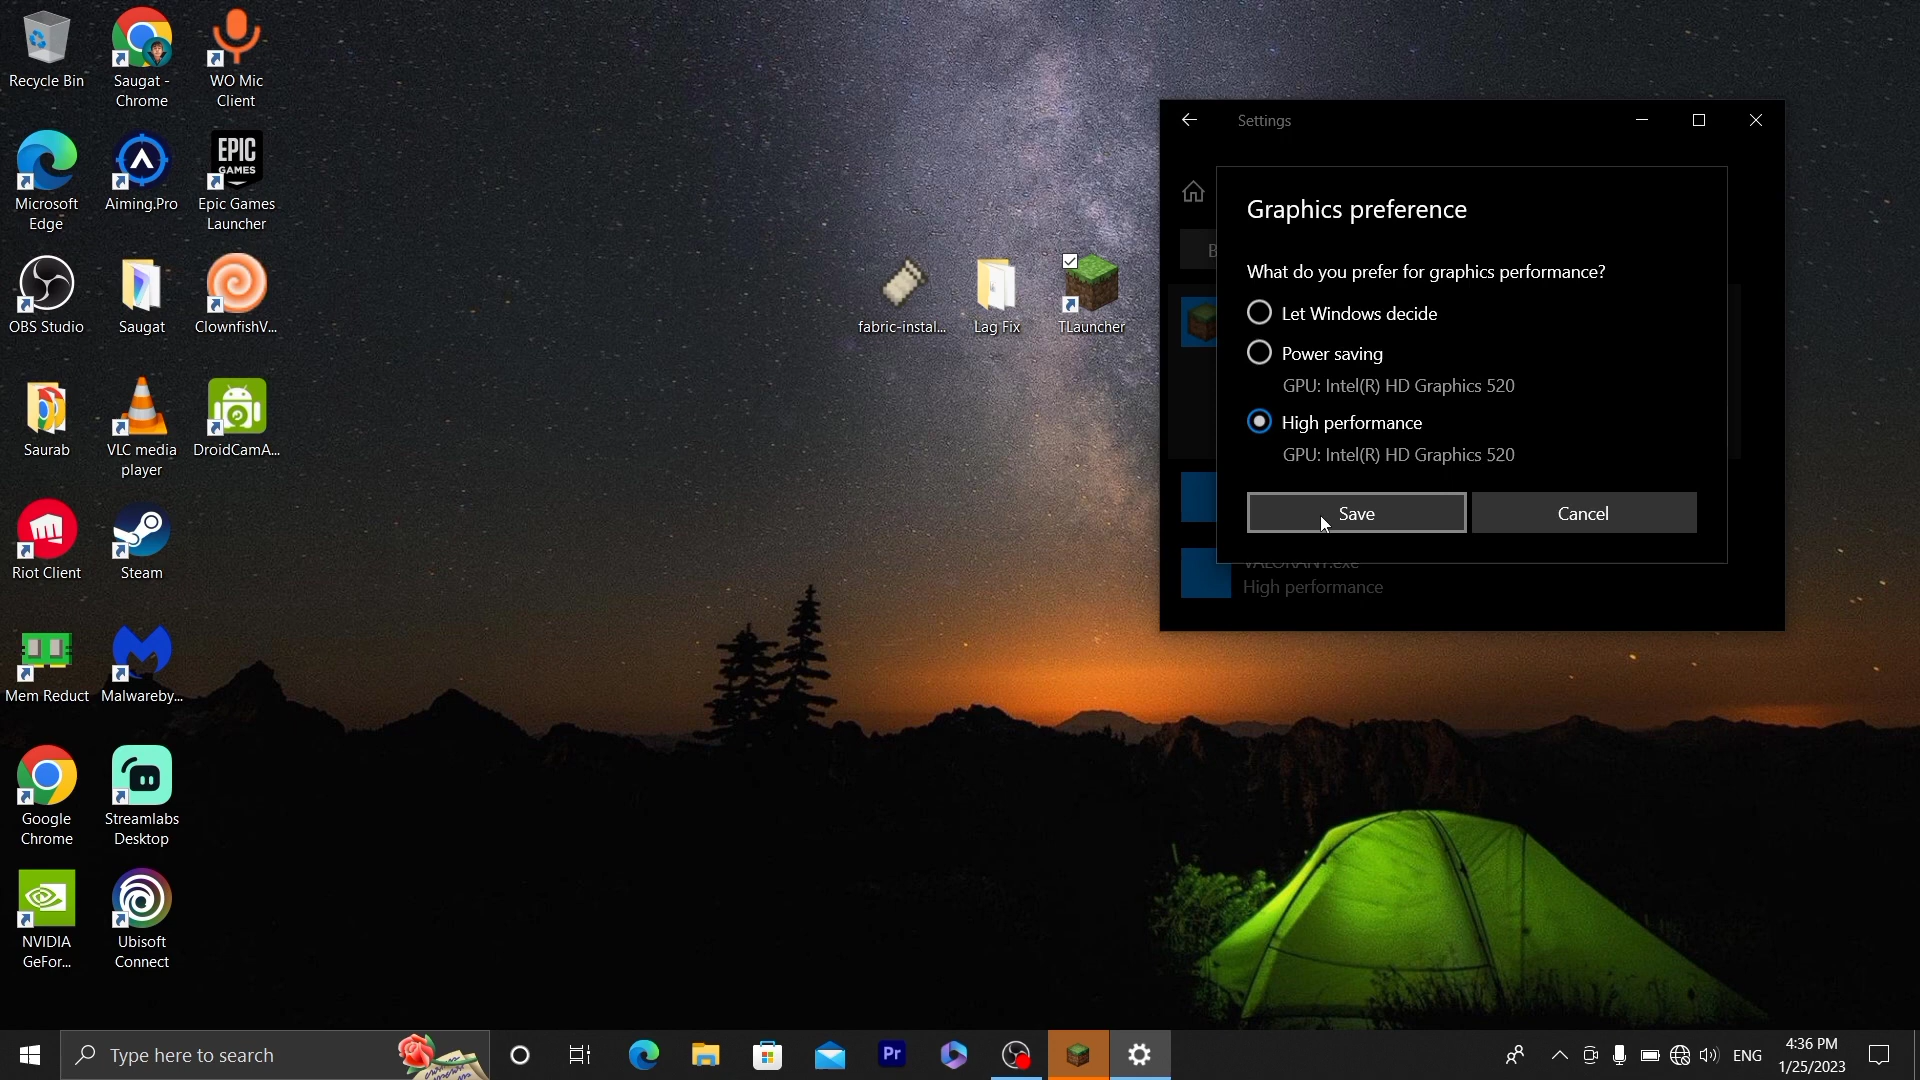 Recycle Bin
Saugat -
Chrome
WO Mic
Client
Microsoft
Edge
Aiming.Pro
EPIC
GAMES
Epic Games
Launcher
OBS Studio
Saugat
ClownfishV...
Saurab
VLC media
player
DroidCamA...
Riot Client
Steam
Mem Reduct
Malwareby...
Google
Chrome
Streamlabs
Desktop
NVIDIA
GeFor...
Ubisoft
Connect
fabric-instal...
Lag Fix
TLauncher
Settings
B
Graphics preference
What do you prefer for graphics performance?
Let Windows decide
Power saving
GPU: Intel(R) HD Graphics 520
High performance
GPU: Intel(R) HD Graphics 520
Save
Cancel
VALORANT.exe
High performance
Type here to search
Pr
ENG
4:36 PM
1/25/2023